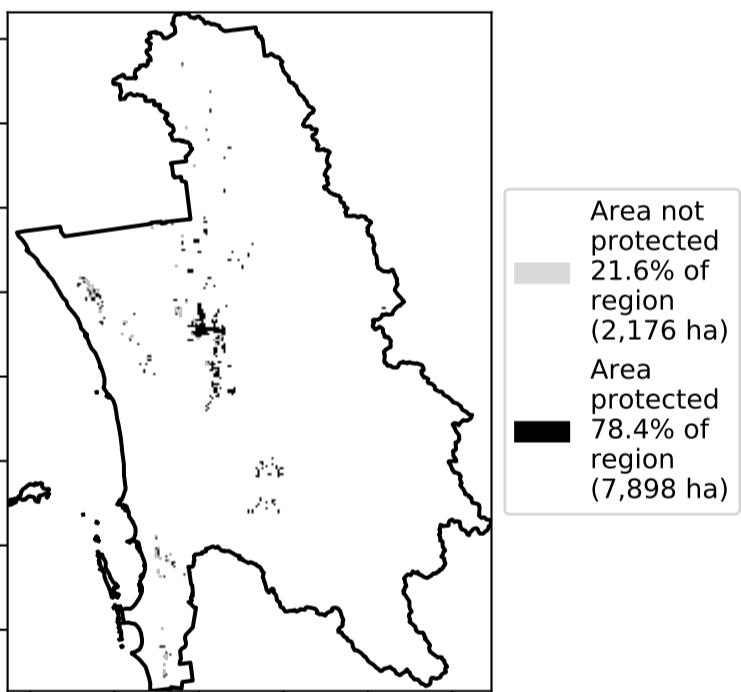 Area not
protected
21.6% of
region
(2,176 ha)
Area
protected
78.4% of
region
(7,898 ha)